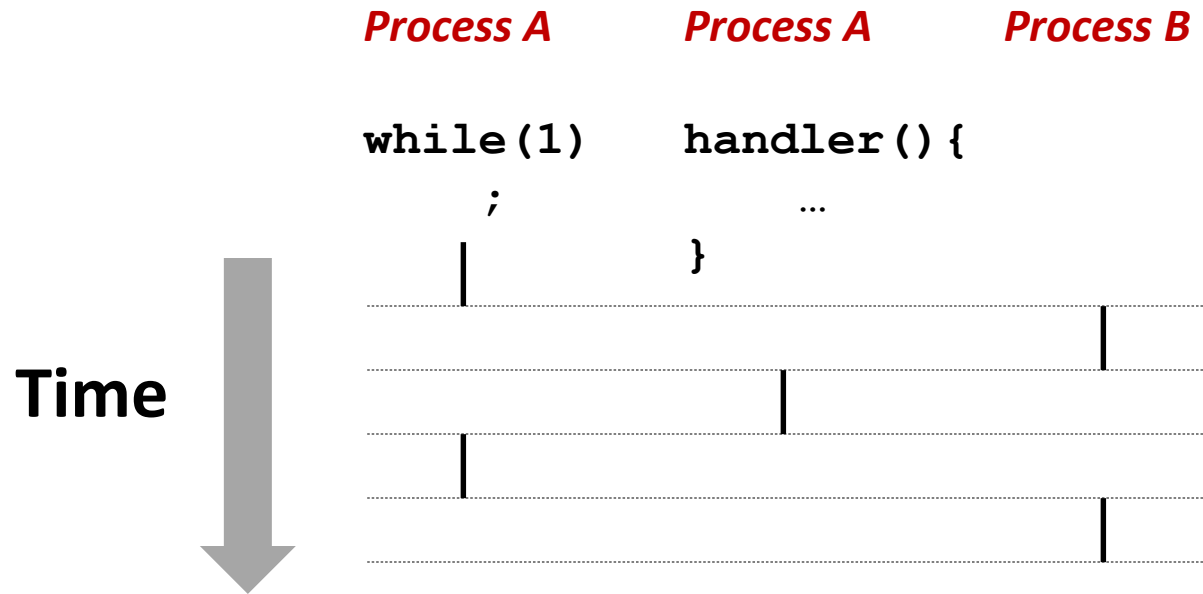 Process A Process A Process B
while(1) handler(){
; …
}
Time